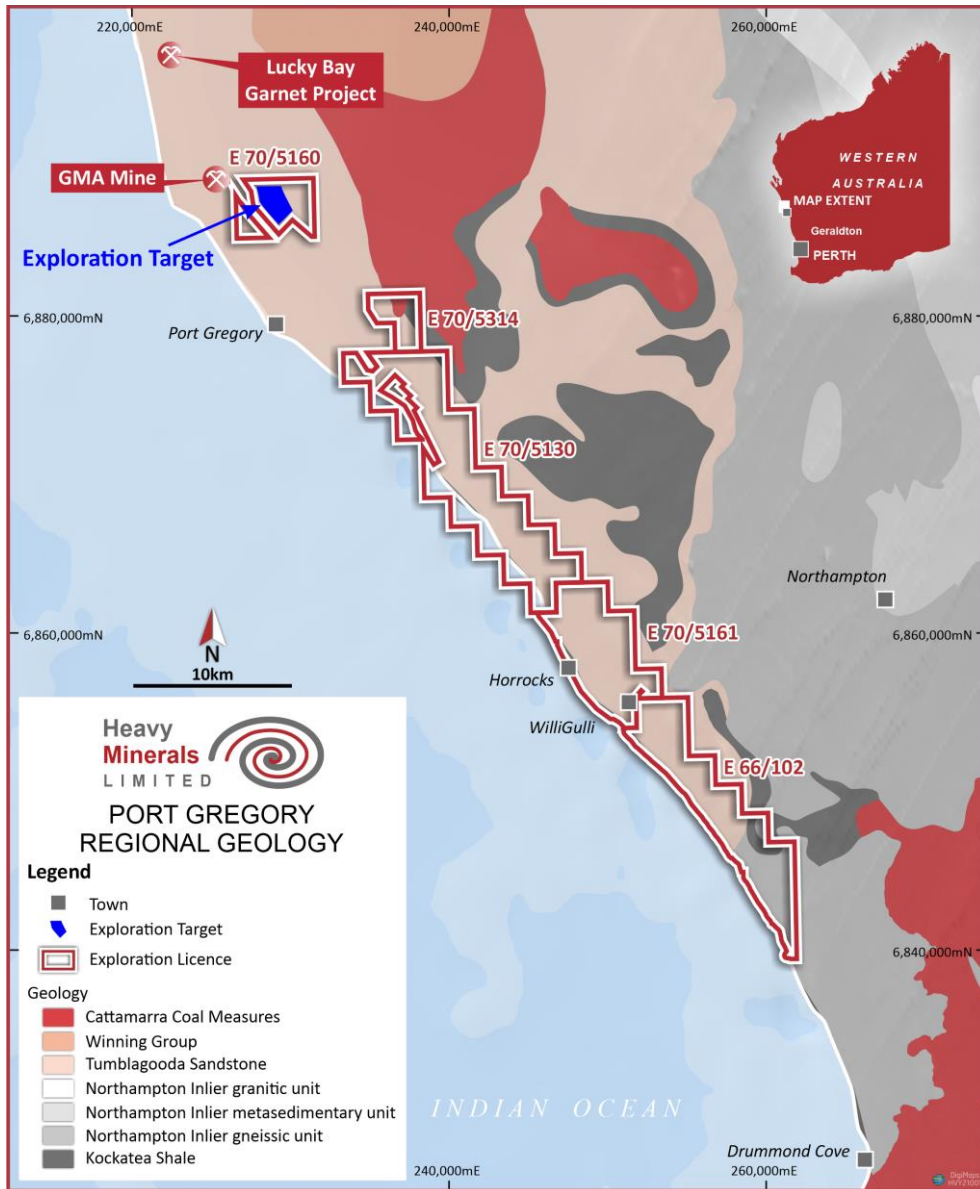 220,000mE
240,000mE
260,000mE
Lucky Bay
Garnet Project
E 70/5160
GMA Mine
Exploration Target
WESTERN
AUSTRALIA
MAP EXTENT
Geraldton
PERTH
6,880,000mN
6,880,000mN
Port Gregory
E 70/5314
E 70/5130
Northampton
N
10km
6,860,000mN
6,860,000mN
E 70/5161
Horrocks
WilliGulli
E 66/102
Heavy
Minerals
LIMITED
PORT GREGORY
REGIONAL GEOLOGY
Legend
Town
Exploration Target
Exploration Licence
Geology
Cattamarra Coal Measures
Winning Group
Tumblagooda Sandstone
Northampton Inlier granitic unit
Northampton Inlier metasedimentary unit
Northampton Inlier gneissic unit
Kockatea Shale
6,840,000mN
INDIAN OCEAN
Drummond Cove
240,000mE
260,000mE
DigiMaps